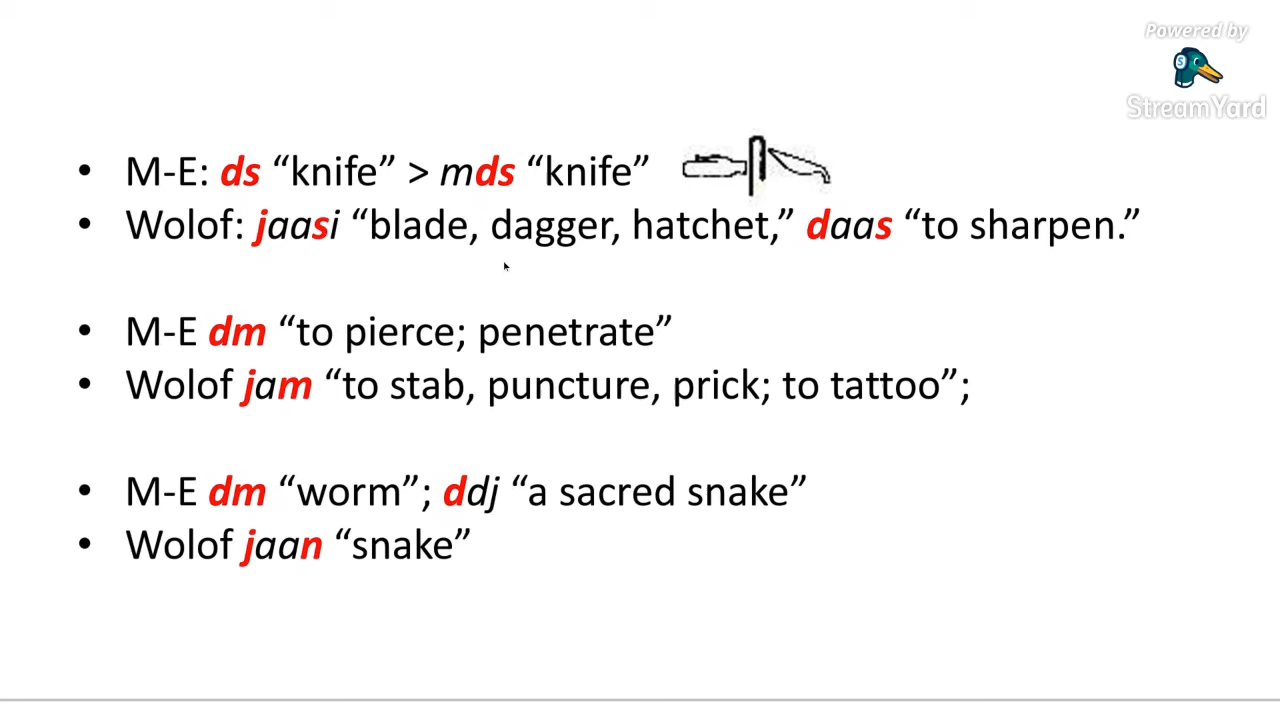 Powered by
StreamYard
• M-E: ds “knife” > mds “knife”
• Wolof: jaasi “blade, dagger, hatchet,” daas “to sharpen.”
• M-E dm “to pierce; penetrate”
• Wolof jam “to stab, puncture, prick; to tattoo”;
• M-E dm “worm”; ddj “a sacred snake”
• Wolof jaan “snake”